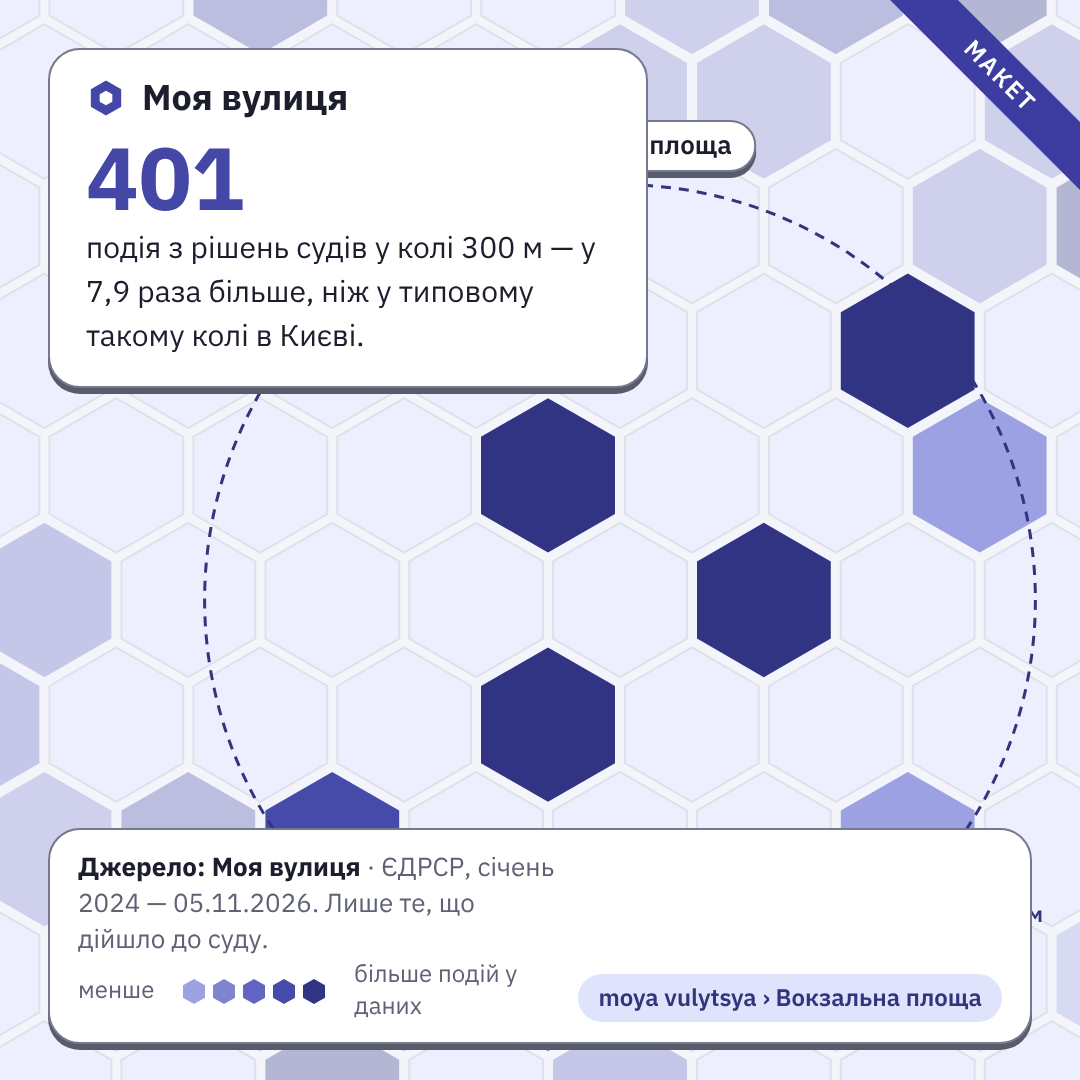 МАКЕТ
Моя вулиця
401
площа
подія з рішень судів у колі 300 м — у
7,9 раза більше, ніж у типовому
такому колі в Києві.
Джерело: Моя вулиця · ЄДРСР, січень
2024 — 05.11.2026. Лише те, що
дійшло до суду.
м
менше
більше подій у
даних
moya vulytsya › Вокзальна площа